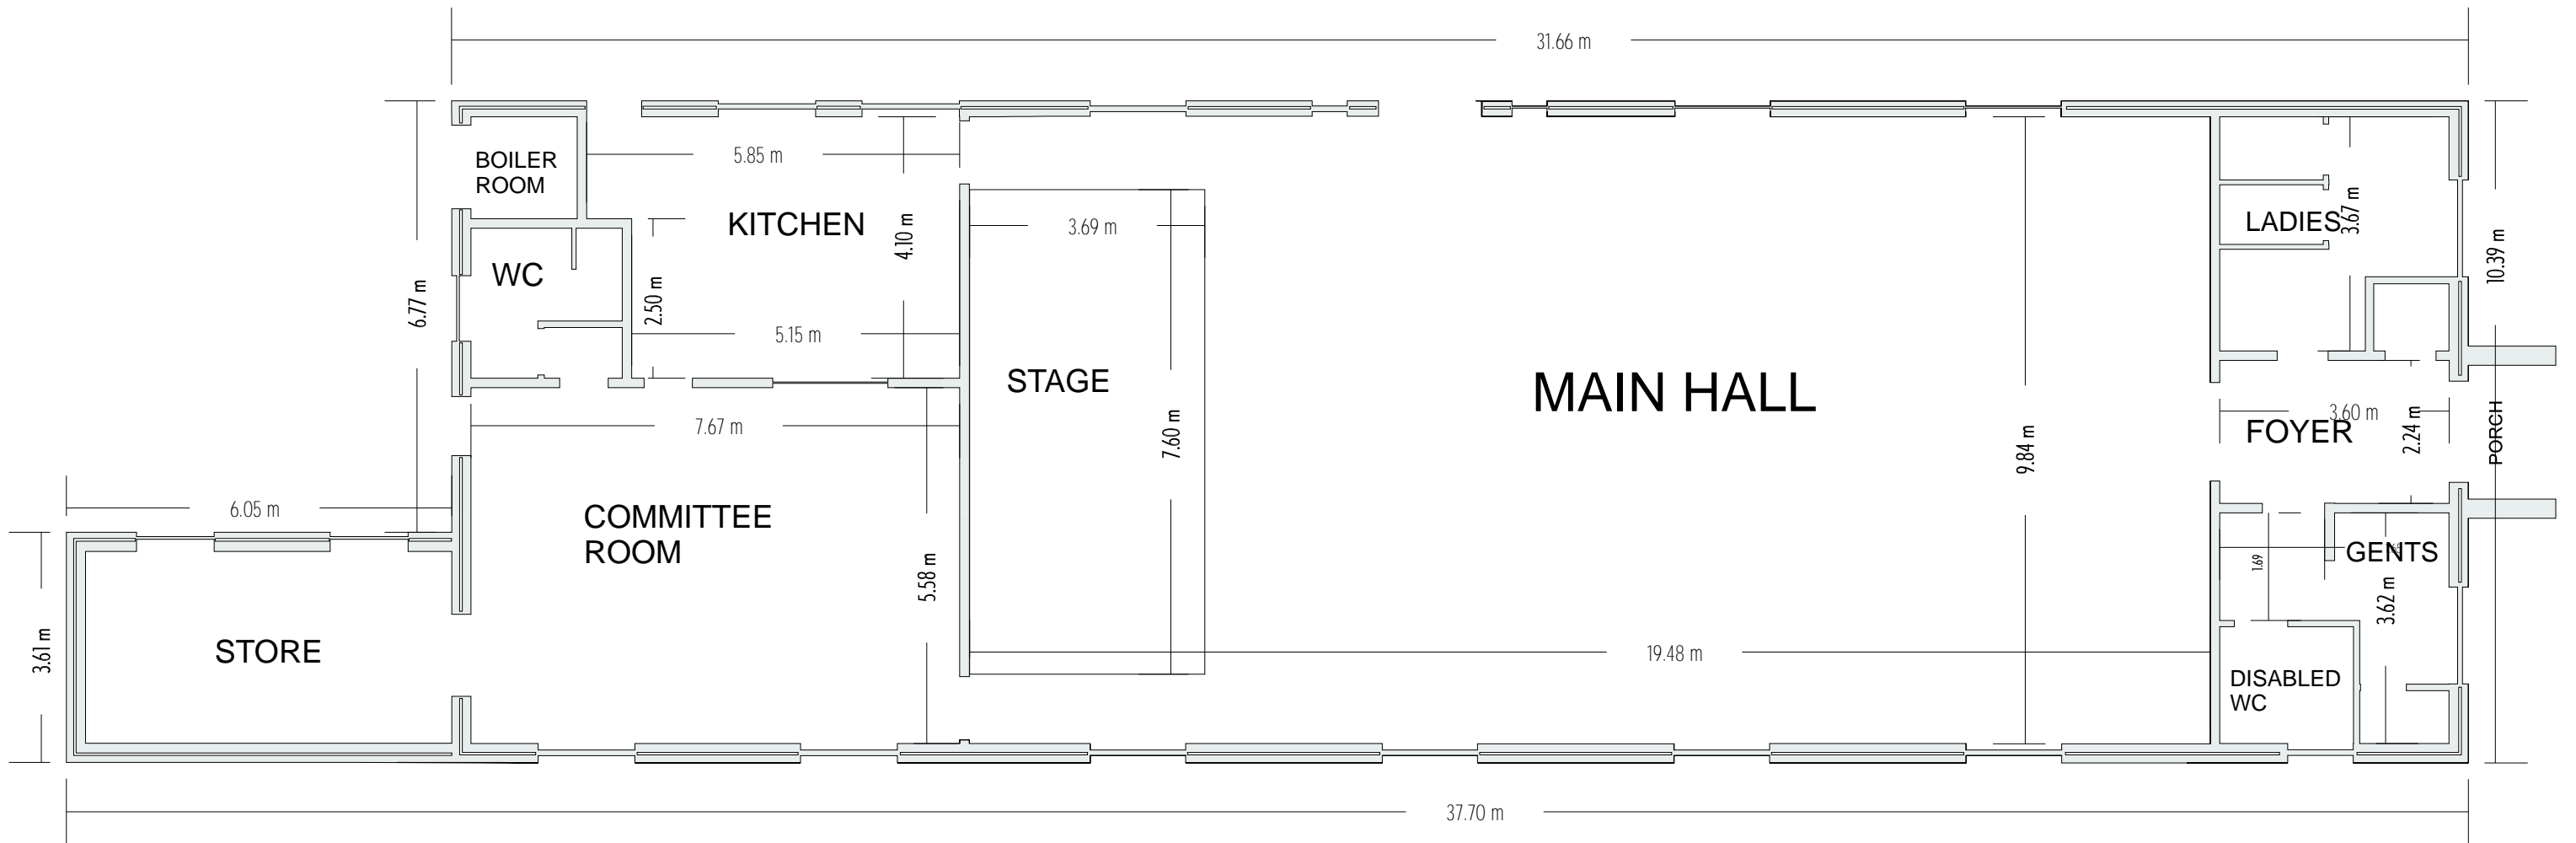 31.66 m
5.85 m
BOILER
ROOM
KITCHEN
4.10 m
3.69 m
LADIES
3.67 m
10.39 m
WC
2.50 m
6.77 m
5.15 m
STAGE
MAIN HALL
7.67 m
7.60 m
9.84 m
3.60 m
FOYER
2.24 m
PORCH
6.05 m
COMMITTEE
ROOM
5.58 m
1.69
GENTS
3.62 m
3.61 m
STORE
19.48 m
DISABLED
WC
37.70 m